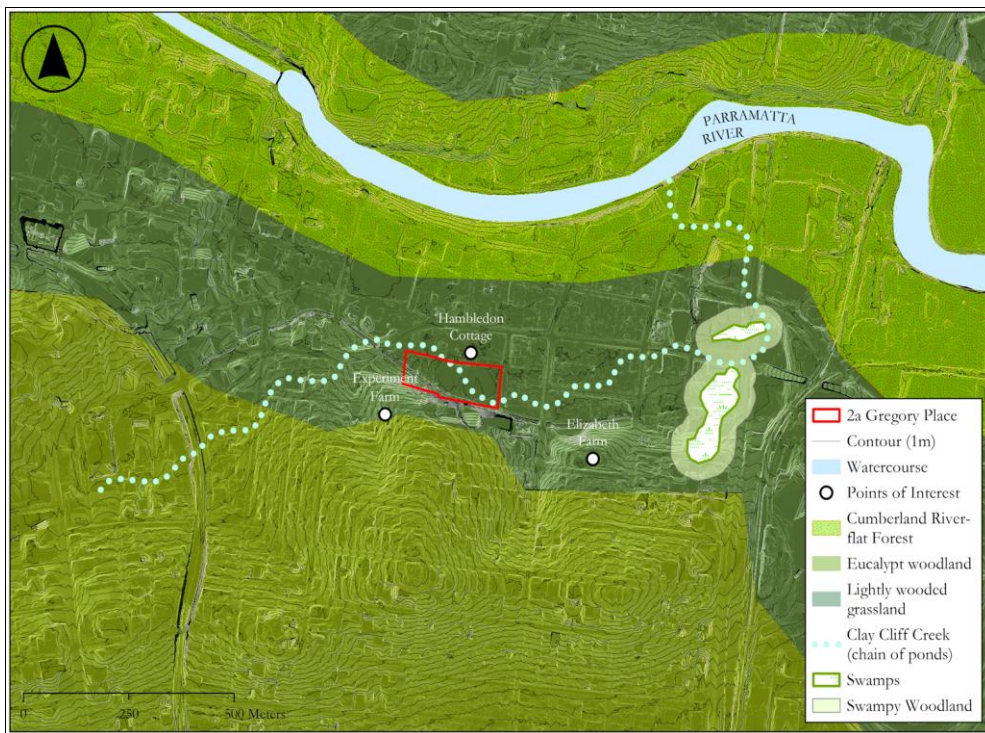 PARRAMATTA
RIVER
Hambledon
Cottage
Experiment
Farm
Elizabeth
Farm
2a Gregory Place
Contour (1m)
Watercourse
Points of Interest
Cumberland River-
flat Forest
Eucalypt woodland
Lightly wooded
grassland
Clay Cliff Creek
(chain of ponds)
Swamps
Swampy Woodland
0 250 500 Meters